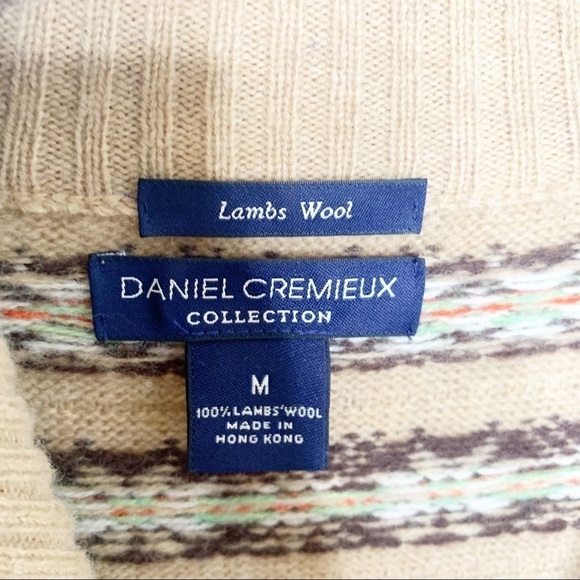 Lambs Wool
DANIEL CREMIEUX
COLLECTION
M
100% LAMBS' WOOL
MADE IN
HONG KONG